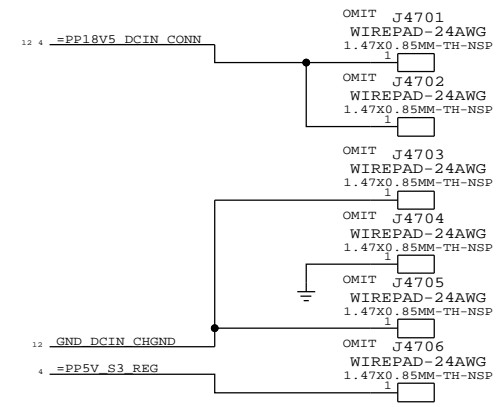 OMIT J4701
WIREPAD-24AWG
1.47X0.85MM-TH-NSP
12 4 =PP18V5_DCIN_CONN
1
OMIT J4702
WIREPAD-24AWG
1.47X0.85MM-TH-NSP
1
OMIT J4703
WIREPAD-24AWG
1.47X0.85MM-TH-NSP
1
OMIT J4704
WIREPAD-24AWG
1.47X0.85MM-TH-NSP
1
OMIT J4705
WIREPAD-24AWG
1.47X0.85MM-TH-NSP
1
12 GND_DCIN_CHGND
OMIT J4706
WIREPAD-24AWG
4 =PP5V_S3_REG
1.47X0.85MM-TH-NSP
1